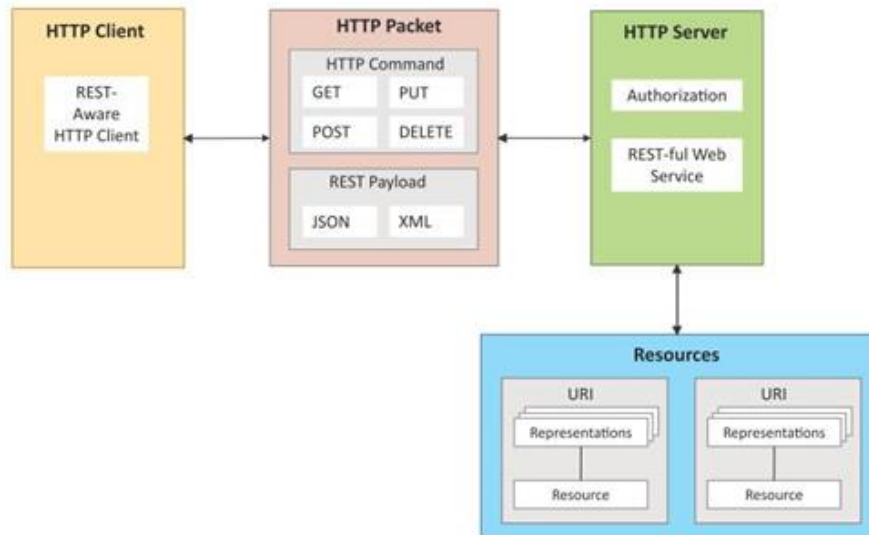 HTTP Client
REST-
Aware
HTTP Client
HTTP Packet
HTTP Command
GET
PUT
POST
DELETE
REST Payload
JSON
XML
HTTP Server
Authorization
REST-ful Web
Service
Resources
URI
Representations
Resource
URI
Representations
Resource